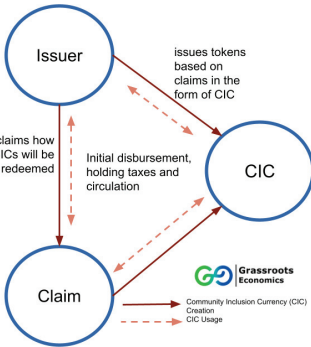 Issuer
issues tokens
based on
claims in the
form of CIC
claims how
ICs will be
redeemed
Initial disbursement,
holding taxes and
circulation
CIC
Claim
Grassroots
Economics
Community Inclusion Currency (CIC)
Creation
CIC Usage